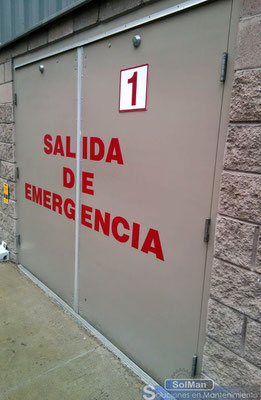 1
SALIDA
DE
EMERGENCIA
SolMan
Soluciones en Mantenimiento